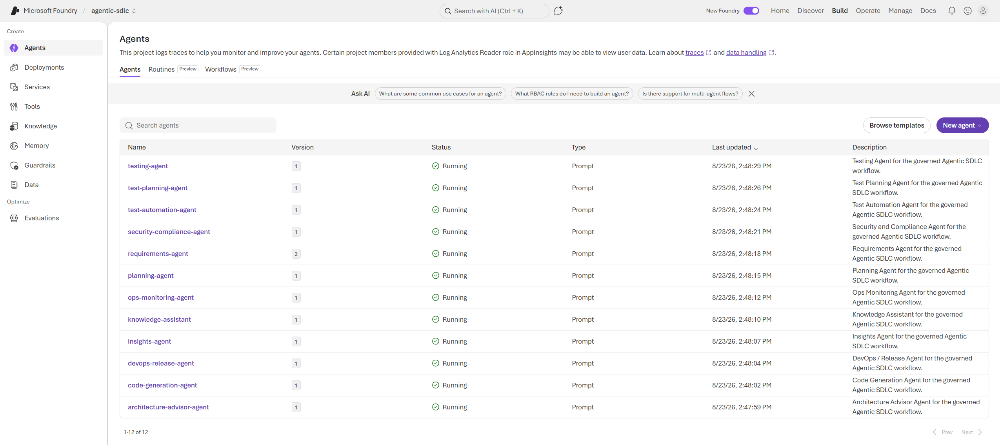 Microsoft Foundry / agentic-sdlc
Search with AI (Ctrl + K)
New Foundry Home Discover Build Operate Manage Docs
Create
Agents
Deployments
Services
Tools
Knowledge
Memory
Guardrails
Data
Optimize
Evaluations
Agents
This project logs traces to help you monitor and improve your agents. Certain project members provided with Log Analytics Reader role in AppInsights may be able to view user data. Learn about traces and data handling.
Agents Routines Preview Workflows Preview
Ask AI What are some common use cases for an agent? What RBAC roles do I need to build an agent? Is there support for multi-agent flows?
Search agents
Browse templates New agent
Name Version Status Type Last updated Description
testing-agent 1 Running Prompt 8/23/26, 2:48:29 PM Testing Agent for the governed Agentic SDLC
workflow.
test-planning-agent 1 Running Prompt 8/23/26, 2:48:26 PM Test Planning Agent for the governed Agentic
SDLC workflow.
test-automation-agent 1 Running Prompt 8/23/26, 2:48:24 PM Test Automation Agent for the governed
Agentic SDLC workflow.
security-compliance-agent 1 Running Prompt 8/23/26, 2:48:21 PM Security and Compliance Agent for the
governed Agentic SDLC workflow.
requirements-agent 2 Running Prompt 8/23/26, 2:48:18 PM Requirements Agent for the governed
Agentic SDLC workflow.
planning-agent 1 Running Prompt 8/23/26, 2:48:15 PM Planning Agent for the governed Agentic
SDLC workflow.
ops-monitoring-agent 1 Running Prompt 8/23/26, 2:48:12 PM Ops Monitoring Agent for the governed
Agentic SDLC workflow.
knowledge-assistant 1 Running Prompt 8/23/26, 2:48:10 PM Knowledge Assistant for the governed
Agentic SDLC workflow.
insights-agent 1 Running Prompt 8/23/26, 2:48:07 PM Insights Agent for the governed Agentic
SDLC workflow.
devops-release-agent 1 Running Prompt 8/23/26, 2:48:04 PM DevOps / Release Agent for the governed
Agentic SDLC workflow.
code-generation-agent 1 Running Prompt 8/23/26, 2:48:02 PM Code Generation Agent for the governed
Agentic SDLC workflow.
architecture-advisor-agent 1 Running Prompt 8/23/26, 2:47:59 PM Architecture Advisor Agent for the governed
Agentic SDLC workflow.
1-12 of 12
Prev Next